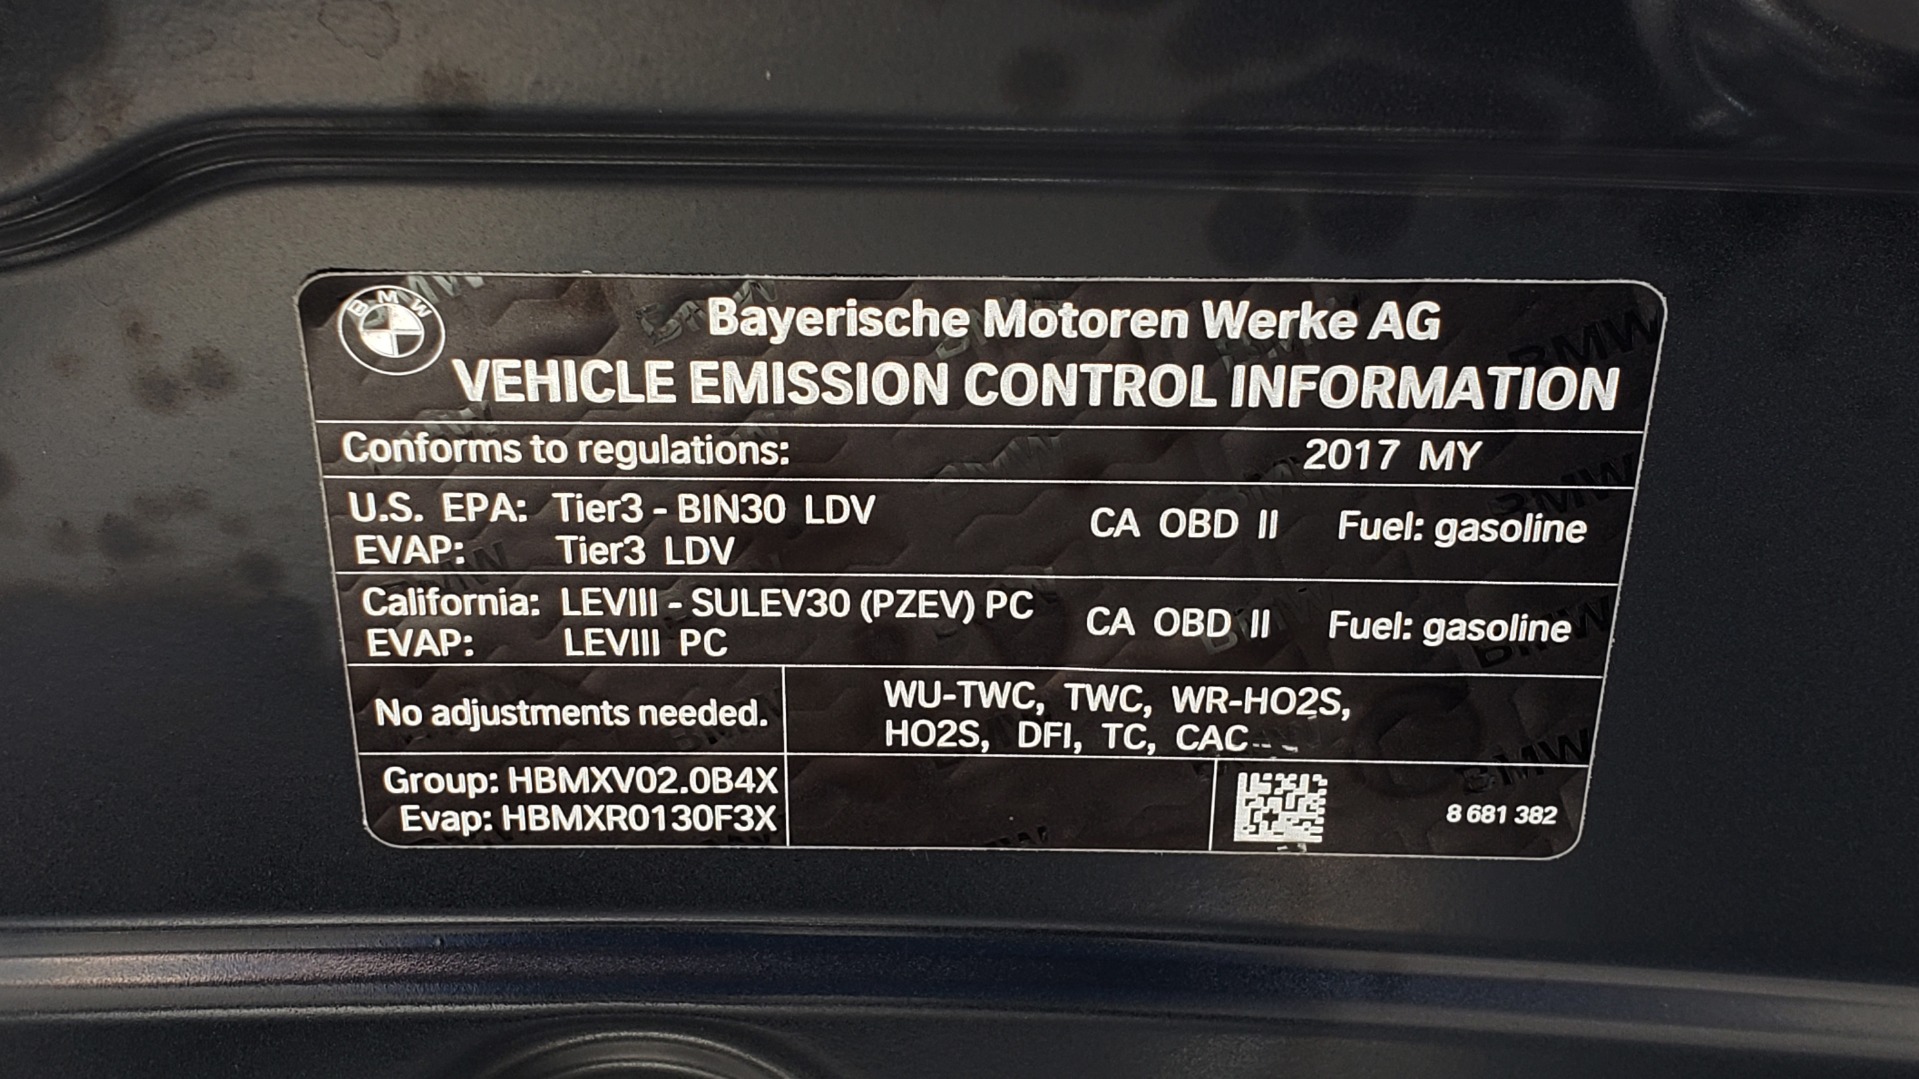 BMW
Bayerische Motoren Werke AG
VEHICLE EMISSION CONTROL INFORMATION
Conforms to regulations: 2017 MY
U.S. EPA: Tier3 - BIN30 LDV CA OBD II Fuel: gasoline
EVAP: Tier3 LDV
California: LEVIII - SULEV30 (PZEV) PC CA OBD II Fuel: gasoline
EVAP: LEVIII PC
No adjustments needed.
WU-TWC, TWC, WR-HO2S,
HO2S, DFI, TC, CAC
Group: HBMXV02.0B4X
Evap: HBMXR0130F3X
8 681 382